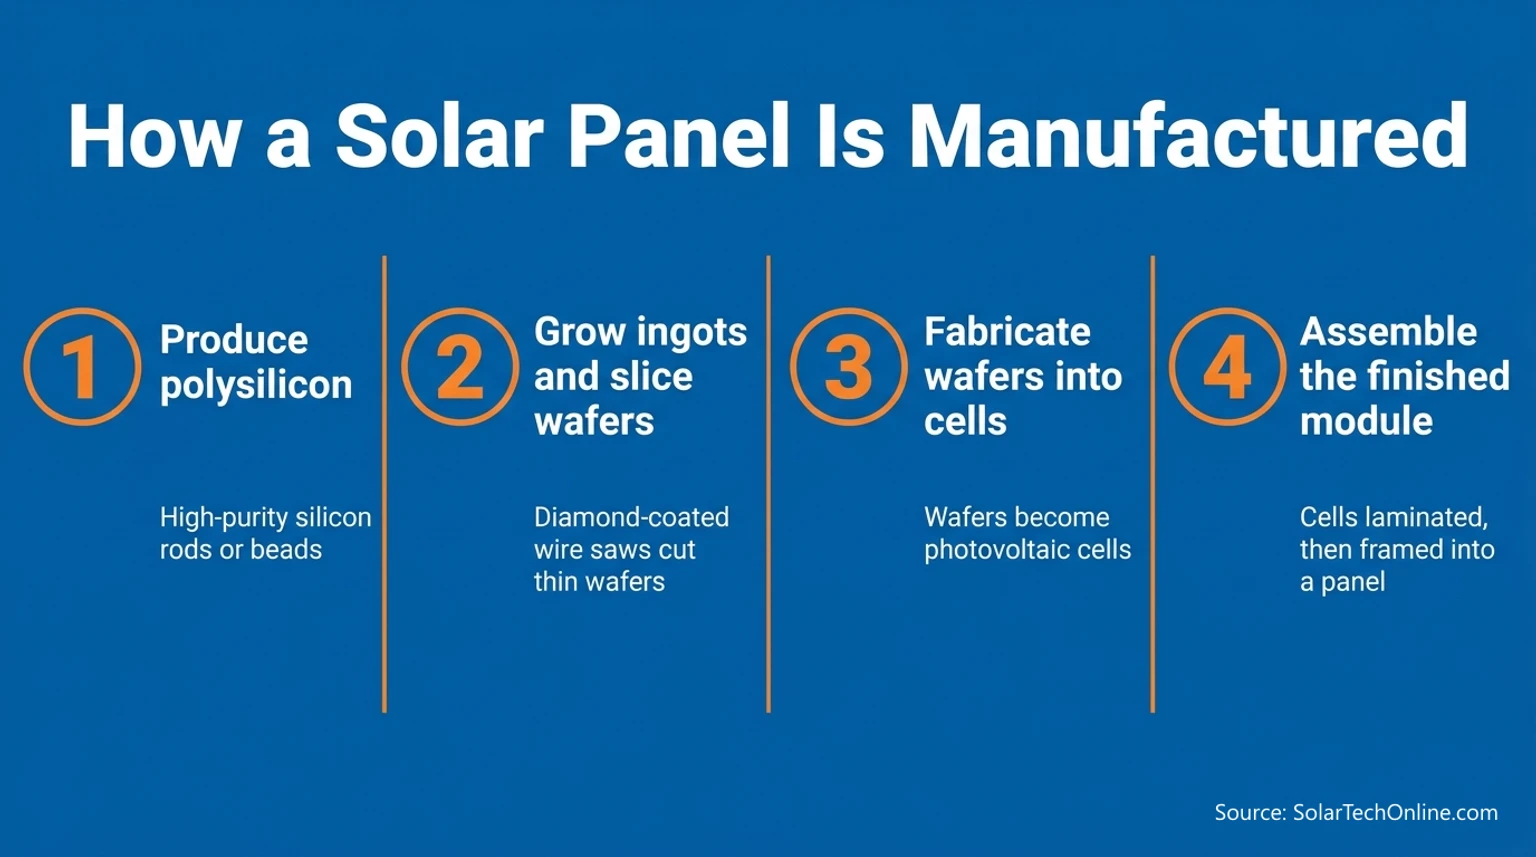 How a Solar Panel Is Manufactured
1
Produce
polysilicon
High-purity silicon
rods or beads
2
Grow ingots
and slice
wafers
Diamond-coated
wire saws cut
thin wafers
3
Fabricate
wafers into
cells
Wafers become
photovoltaic cells
4
Assemble
the finished
module
Cells laminated,
then framed into
a panel
Source: SolarTechOnline.com